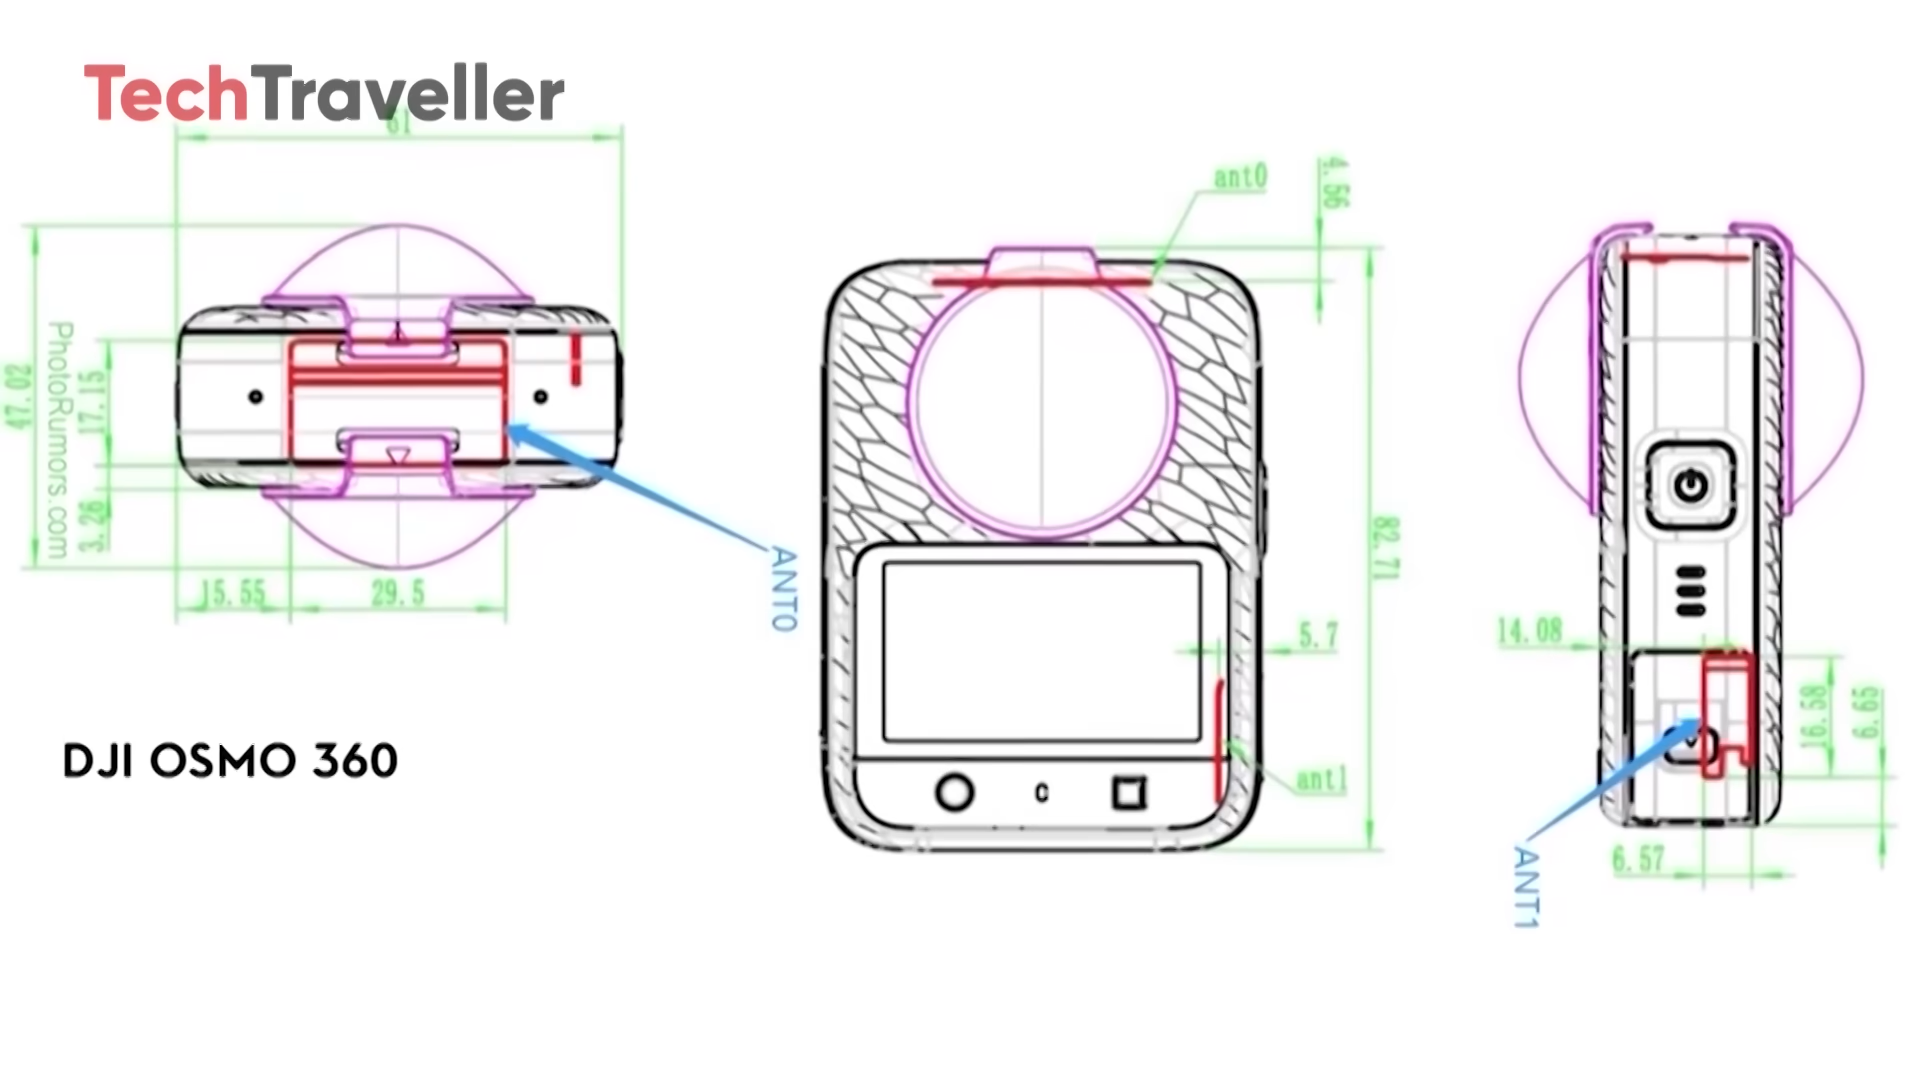 TechTraveller
61
47.02
PhotoRumors.com
17.15
3.26
15.55
29.5
ANT0
DJI OSMO 360
ant0
4.56
82.71
5.7
ant1
14.08
16.58
6.65
6.57
ANT1